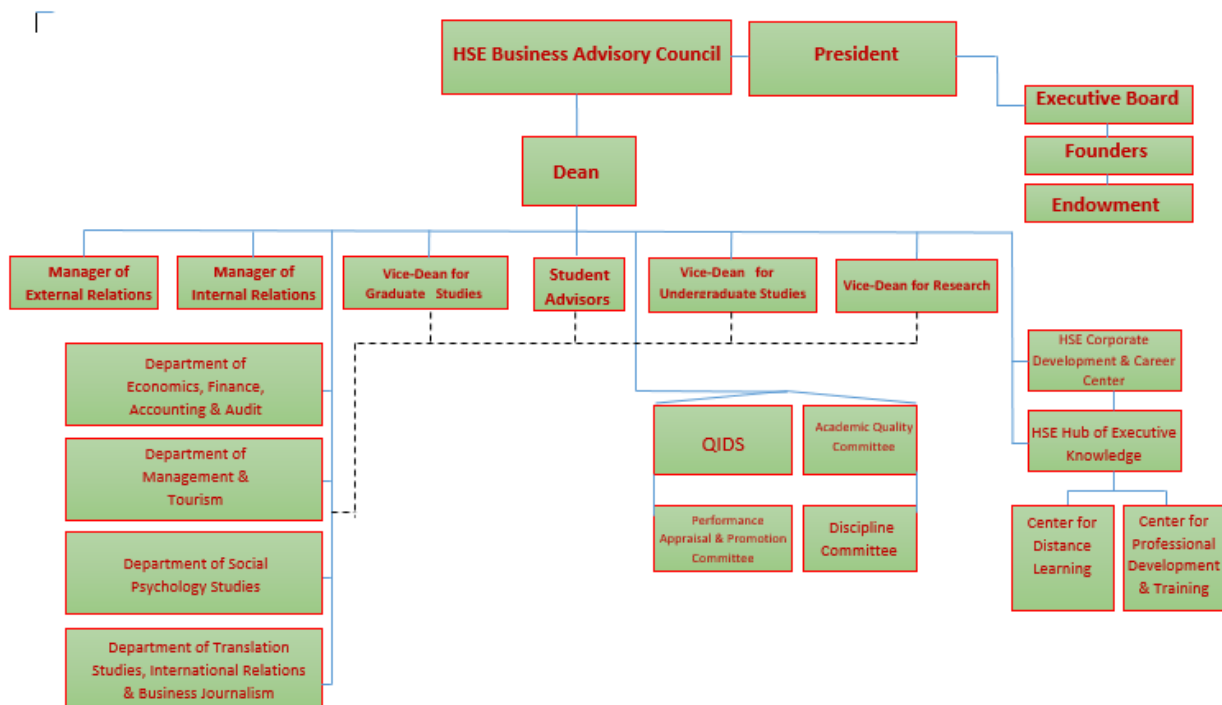 HSE Business Advisory Council
President
Executive Board
Founders
Endowment
Dean
Manager of
External Relations
Manager of
Internal Relations
Vice-Dean for
Graduate Studies
Student
Advisors
Vice-Dean for
Undergraduate Studies
Vice-Dean for Research
Department of
Economics, Finance,
Accounting & Audit
Department of
Management &
Tourism
Department of Social
Psychology Studies
Department of Translation
Studies, International Relations
& Business Journalism
QIDS
Academic Quality
Committee
Performance
Appraisal & Promotion
Committee
Discipline
Committee
HSE Corporate
Development & Career
Center
HSE Hub of Executive
Knowledge
Center for
Distance
Learning
Center for
Professional
Development
& Training